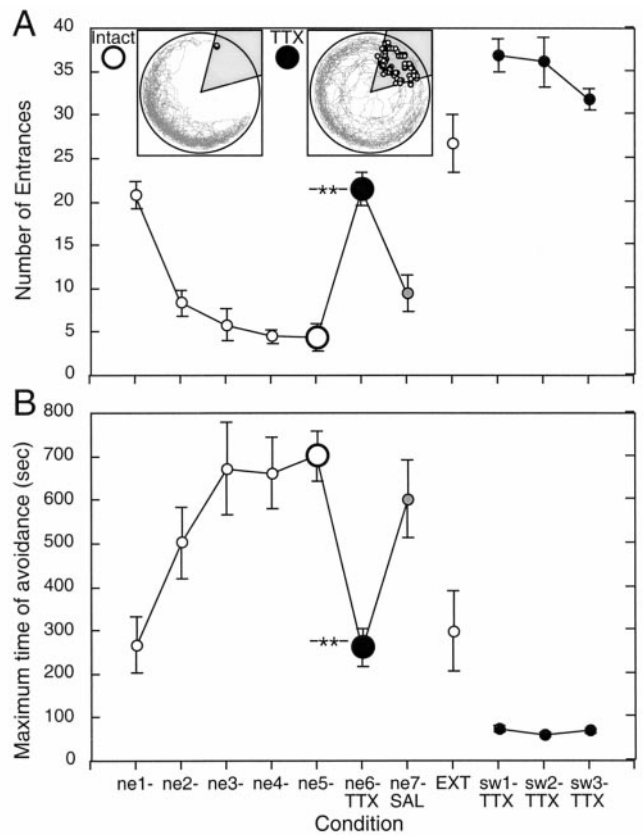 A
Intact
TTX
40
35
30
25
20
15
10
5
0
Number of Entrances
**
B
800
700
600
500
400
300
200
100
0
Maximum time of avoidance (sec)
**
ne1- ne2- ne3- ne4- ne5- ne6- ne7- EXT sw1- sw2- sw3-
TTX SAL TTX TTX TTX
Condition